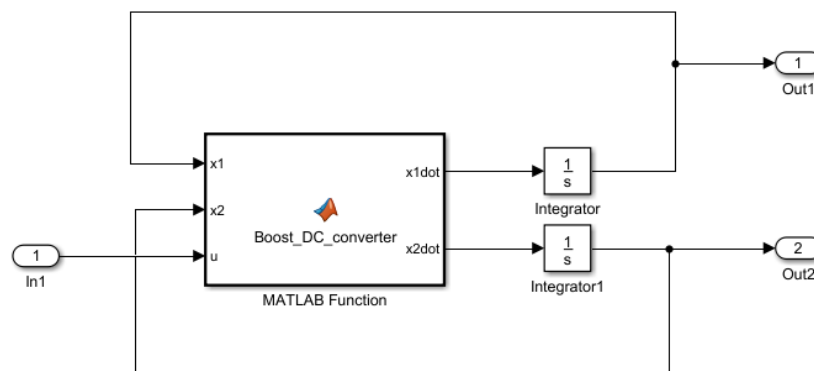 1
Out1
x1
x1dot
1
s
x2
Integrator
Boost_DC_converter
x2dot
1
s
2
1
u
In1
Out2
Integrator1
MATLAB Function